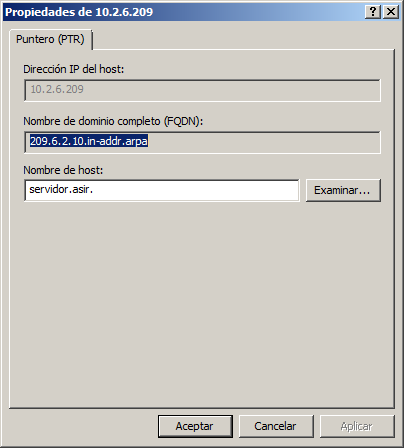 Propiedades de 10.2.6.209
Puntero (PTR)
Dirección IP del host:
10.2.6.209
Nombre de dominio completo (FQDN):
209.6.2.10.in-addr.arpa
Nombre de host:
servidor.asir.
Examinar...
Aceptar Cancelar Aplicar